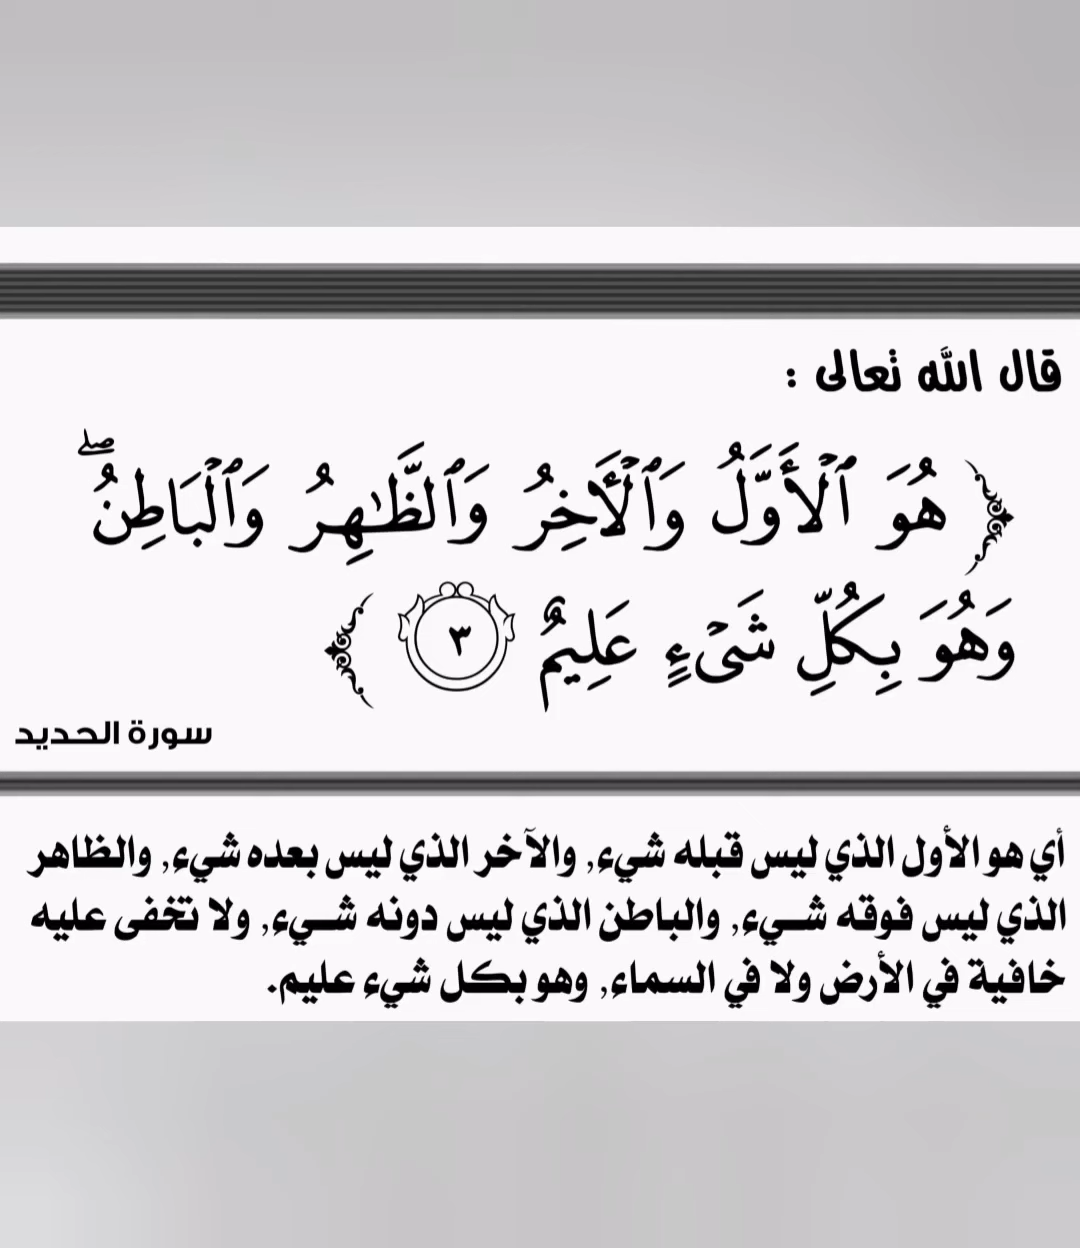 قال الله تعالى :
﴿ هُوَ ٱلْأَوَّلُ وَٱلْأَٓخِرُ وَٱلظَّٰهِرُ وَٱلْبَاطِنُ ۖ
وَهُوَ بِكُلِّ شَىْءٍ عَلِيمٌ ٣ ﴾
سورة الحديد
أي هو الأول الذي ليس قبله شيء, والآخر الذي ليس بعده شيء, والظاهر
الذي ليس فوقه شـيء, والباطن الذي ليس دونه شـيء, ولا تخفى عليه
خافية في الأرض ولا في السماء, وهو بكل شيء عليم.